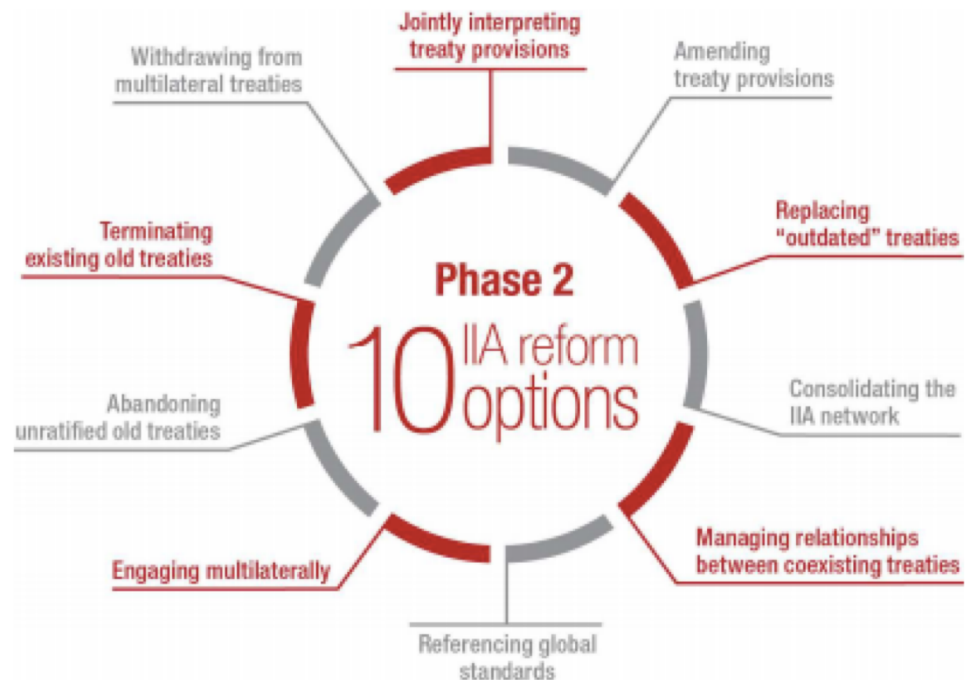 Jointly interpreting
treaty provisions
Amending
treaty provisions
Replacing
“outdated” treaties
Consolidating the
IIA network
Managing relationships
between coexisting treaties
Referencing global
standards
Engaging multilaterally
Abandoning
unratified old treaties
Terminating
existing old treaties
Withdrawing from
multilateral treaties
Phase 2
10 IIA reform
options